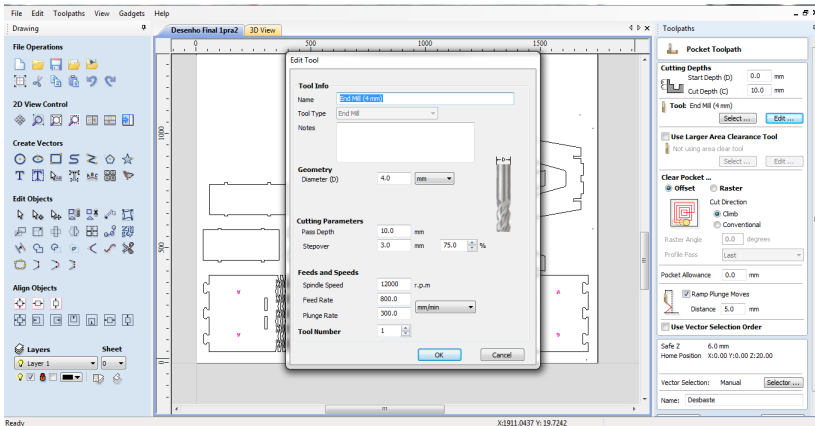 File Edit Toolpaths View Gadgets Help
Drawing
File Operations
2D View Control
Create Vectors
Edit Objects
Align Objects
Layers Sheet
Layer 1 0
Ready
Desenho Final 1pra2 3D View
0 500 1000 1500
1000
500
Edit Tool
Tool Info
Name End Mill (4 mm)
Tool Type End Mill
Notes
D
Geometry
Diameter (D) 4.0 mm
Cutting Parameters
Pass Depth 10.0 mm
Stepover 3.0 mm 75.0 %
Feeds and Speeds
Spindle Speed 12000 r.p.m
Feed Rate 800.0
mm/min
Plunge Rate 300.0
Tool Number 1
OK Cancel
X:1911.0437 Y: 19.7242
Toolpaths
Pocket Toolpath
Cutting Depths
Start Depth (D) 0.0 mm
Cut Depth (C) 10.0 mm
Tool: End Mill (4 mm)
Select ... Edit ...
Use Larger Area Clearance Tool
Not using area clear tool
Select ... Edit ...
Clear Pocket ...
Offset Raster
Cut Direction
Climb
Conventional
Raster Angle 0.0 degrees
Profile Pass Last
Pocket Allowance 0.0 mm
Ramp Plunge Moves
Distance 5.0 mm
Use Vector Selection Order
Safe Z 6.0 mm
Home Position X:0.00 Y:0.00 Z:20.00
Vector Selection: Manual Selector ...
Name: Desbaste